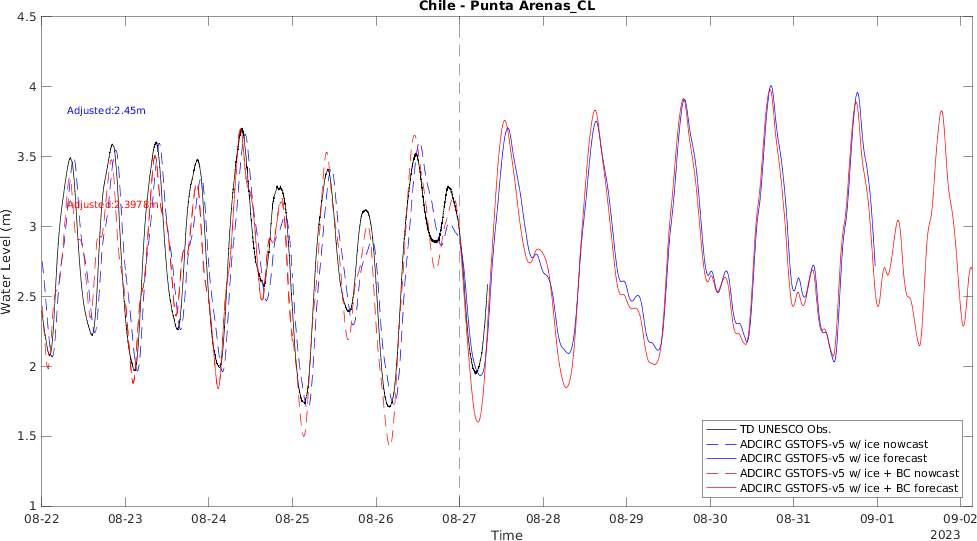 Chile - Punta Arenas_CL
4.5
4
3.5
3
2.5
2
1.5
1
Water Level (m)
Adjusted:2.45m
Adjusted:2.3978m
TD UNESCO Obs.
ADCIRC GSTOFS-v5 w/ ice nowcast
ADCIRC GSTOFS-v5 w/ ice forecast
ADCIRC GSTOFS-v5 w/ ice + BC nowcast
ADCIRC GSTOFS-v5 w/ ice + BC forecast
08-22 08-23 08-24 08-25 08-26 08-27 08-28 08-29 08-30 08-31 09-01 09-02
Time
2023